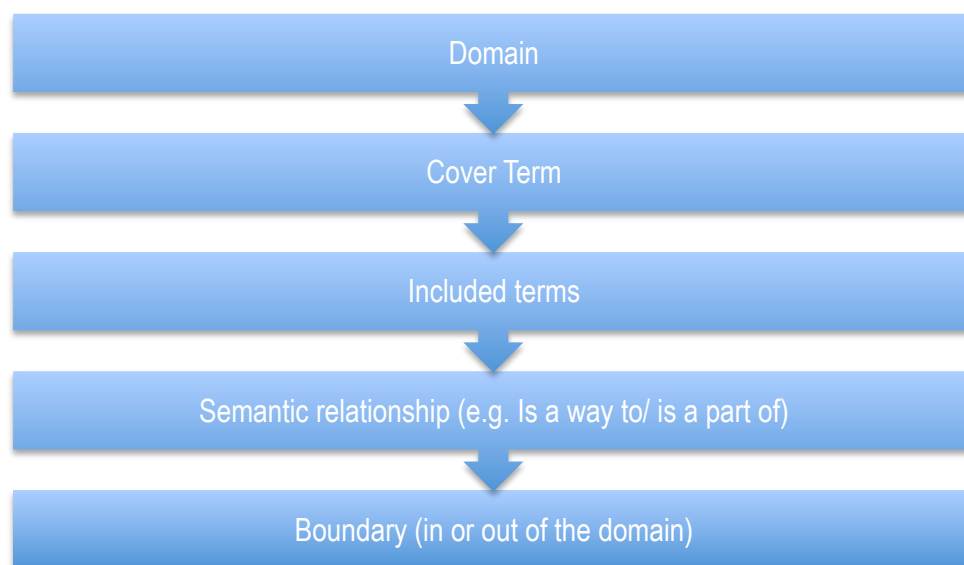 Domain
Cover Term
Included terms
Semantic relationship (e.g. Is a way to/ is a part of)
Boundary (in or out of the domain)